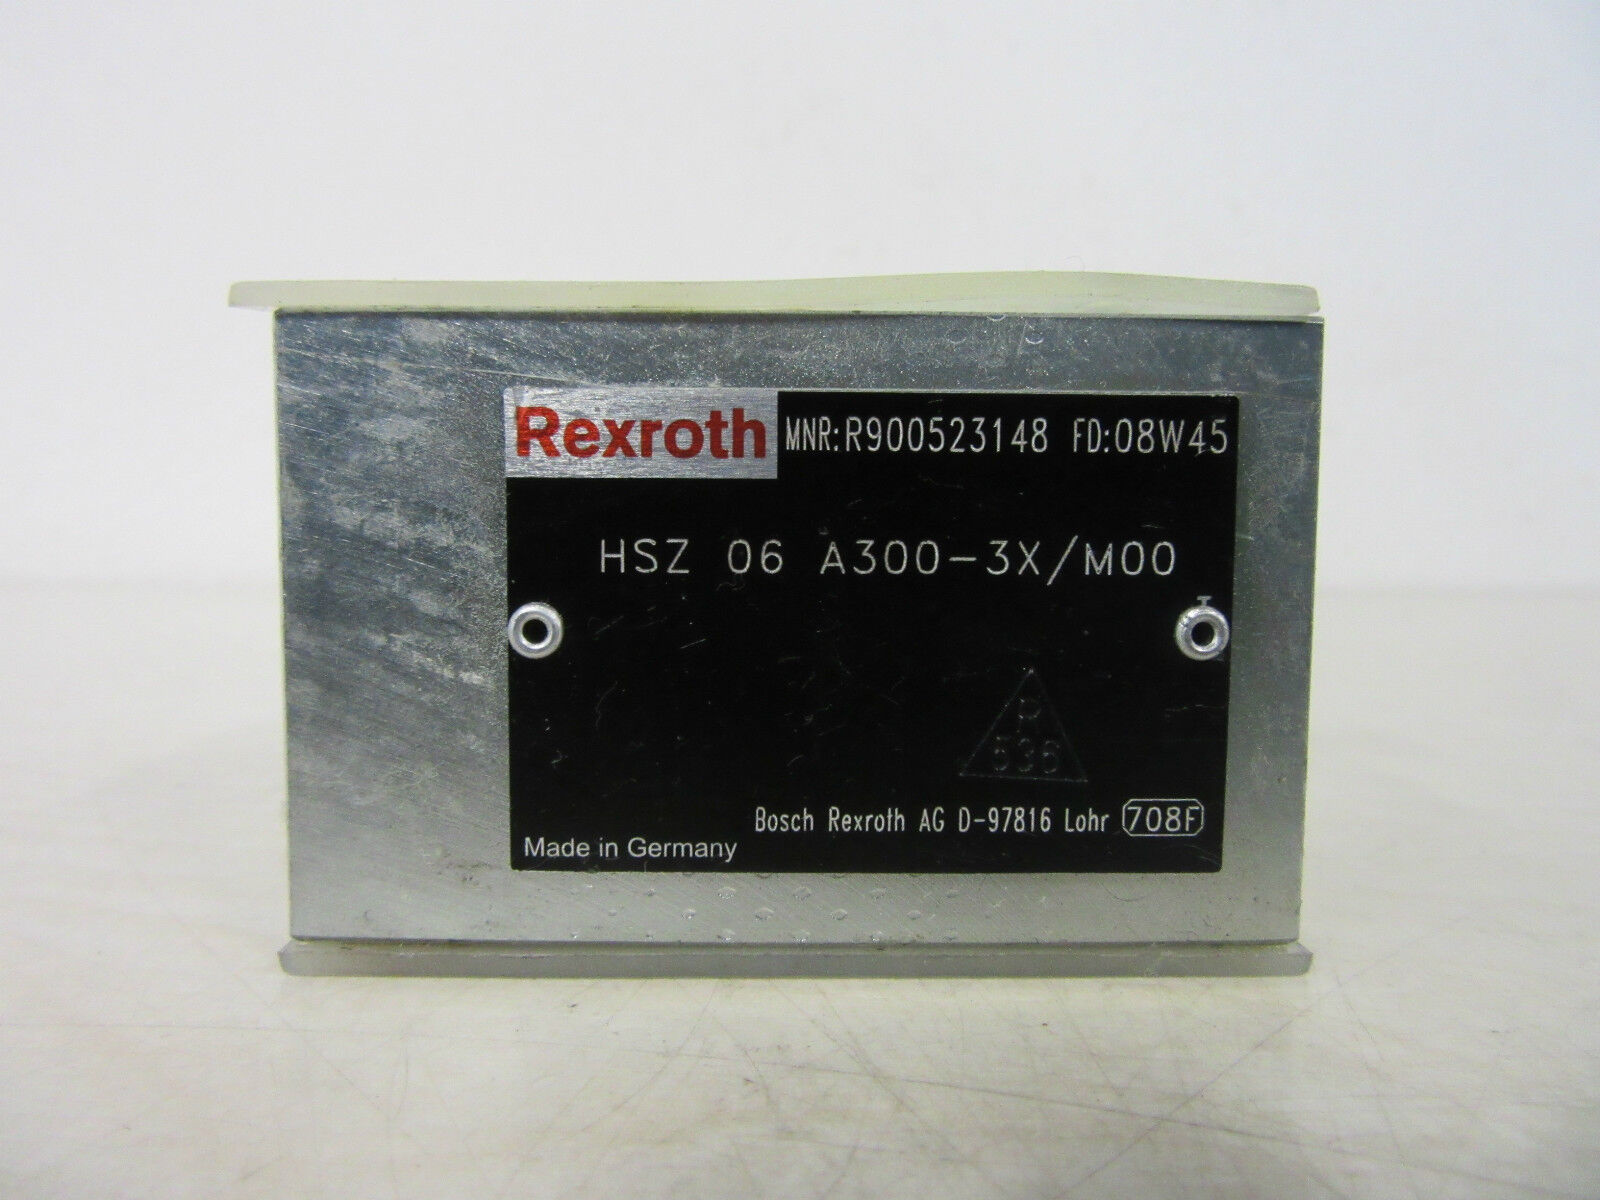 Rexroth MNR:R900523148 FD:08W45
HSZ 06 A300-3X/M00
P
536
Bosch Rexroth AG D-97816 Lohr 708F
Made in Germany